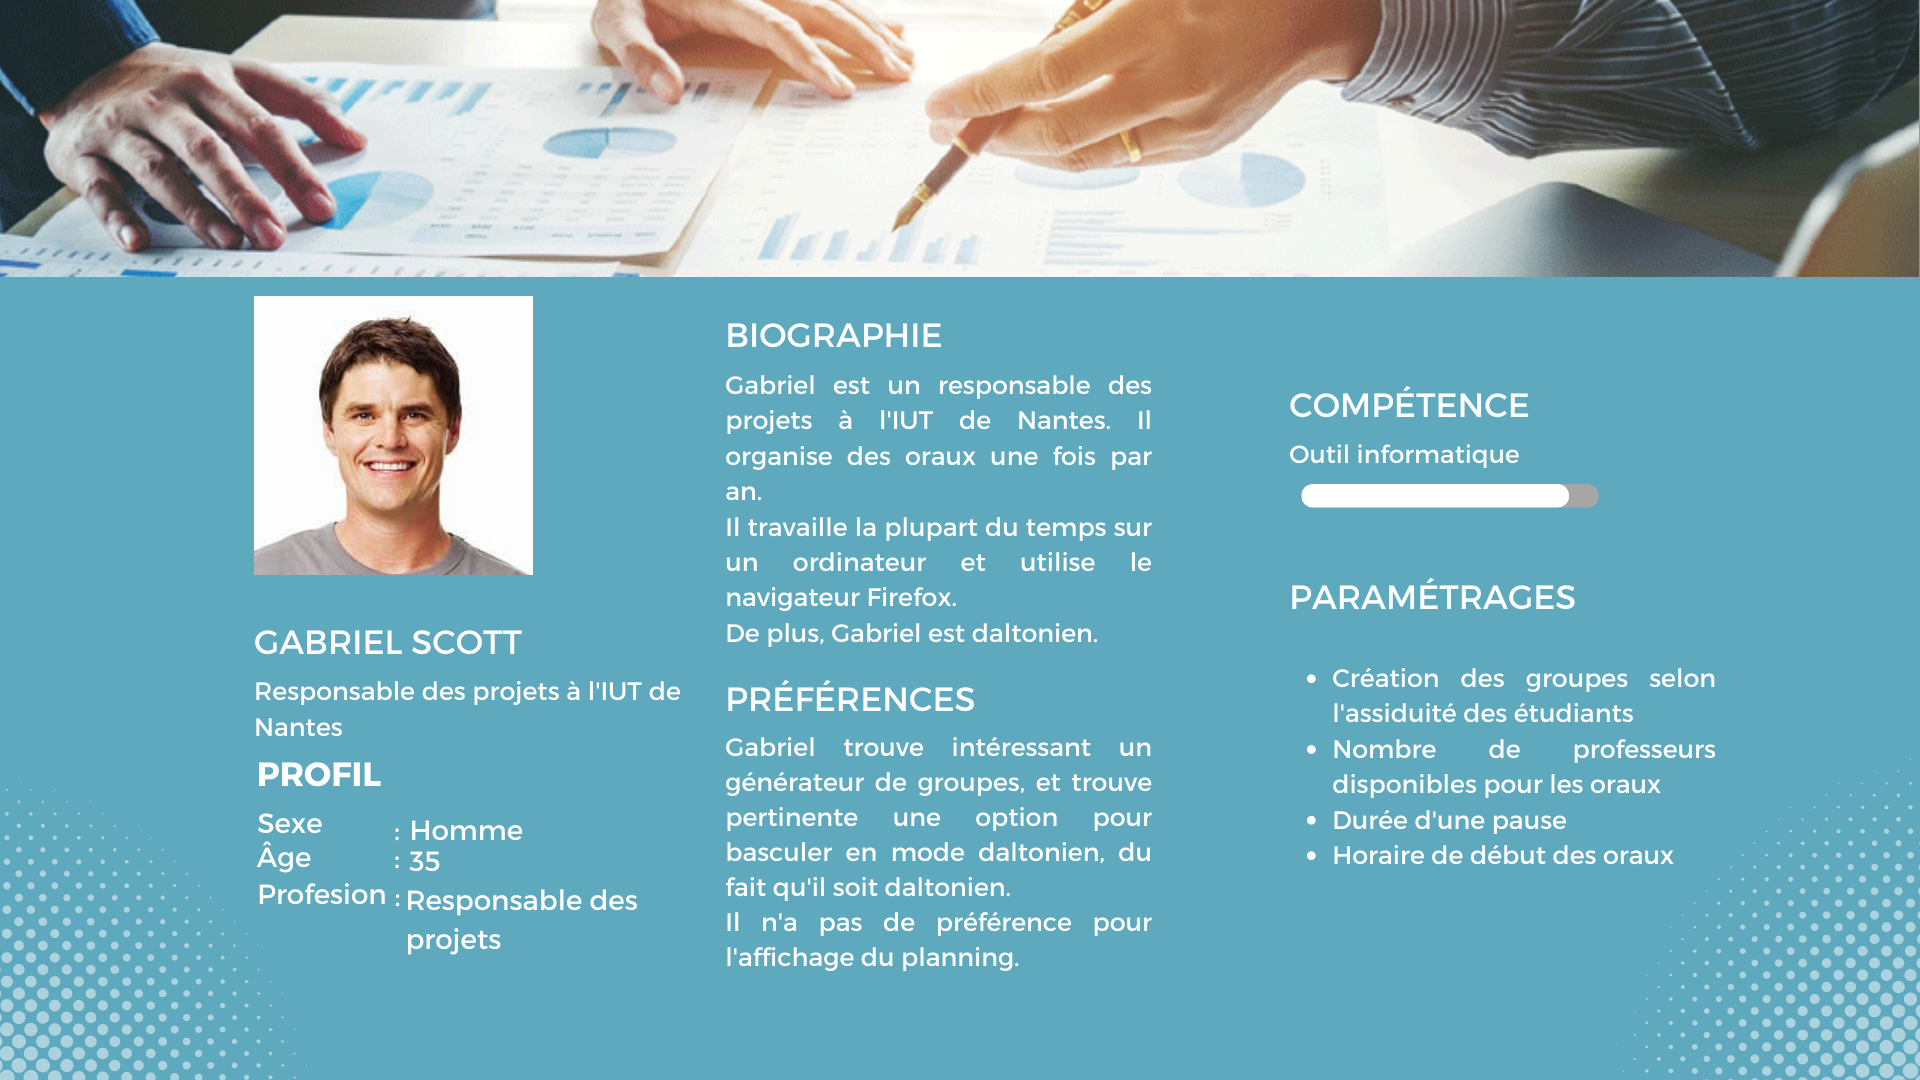 GABRIEL SCOTT
Responsable des projets à l'IUT de
Nantes
PROFIL
Sexe : Homme
Âge : 35
Profesion : Responsable des
projets
BIOGRAPHIE
Gabriel est un responsable des
projets à l'IUT de Nantes. Il
organise des oraux une fois par
an.
Il travaille la plupart du temps sur
un ordinateur et utilise le
navigateur Firefox.
De plus, Gabriel est daltonien.
PRÉFÉRENCES
Gabriel trouve intéressant un
générateur de groupes, et trouve
pertinente une option pour
basculer en mode daltonien, du
fait qu'il soit daltonien.
Il n'a pas de préférence pour
l'affichage du planning.
COMPÉTENCE
Outil informatique
PARAMÉTRAGES
• Création des groupes selon
l'assiduité des étudiants
• Nombre de professeurs
disponibles pour les oraux
• Durée d'une pause
• Horaire de début des oraux